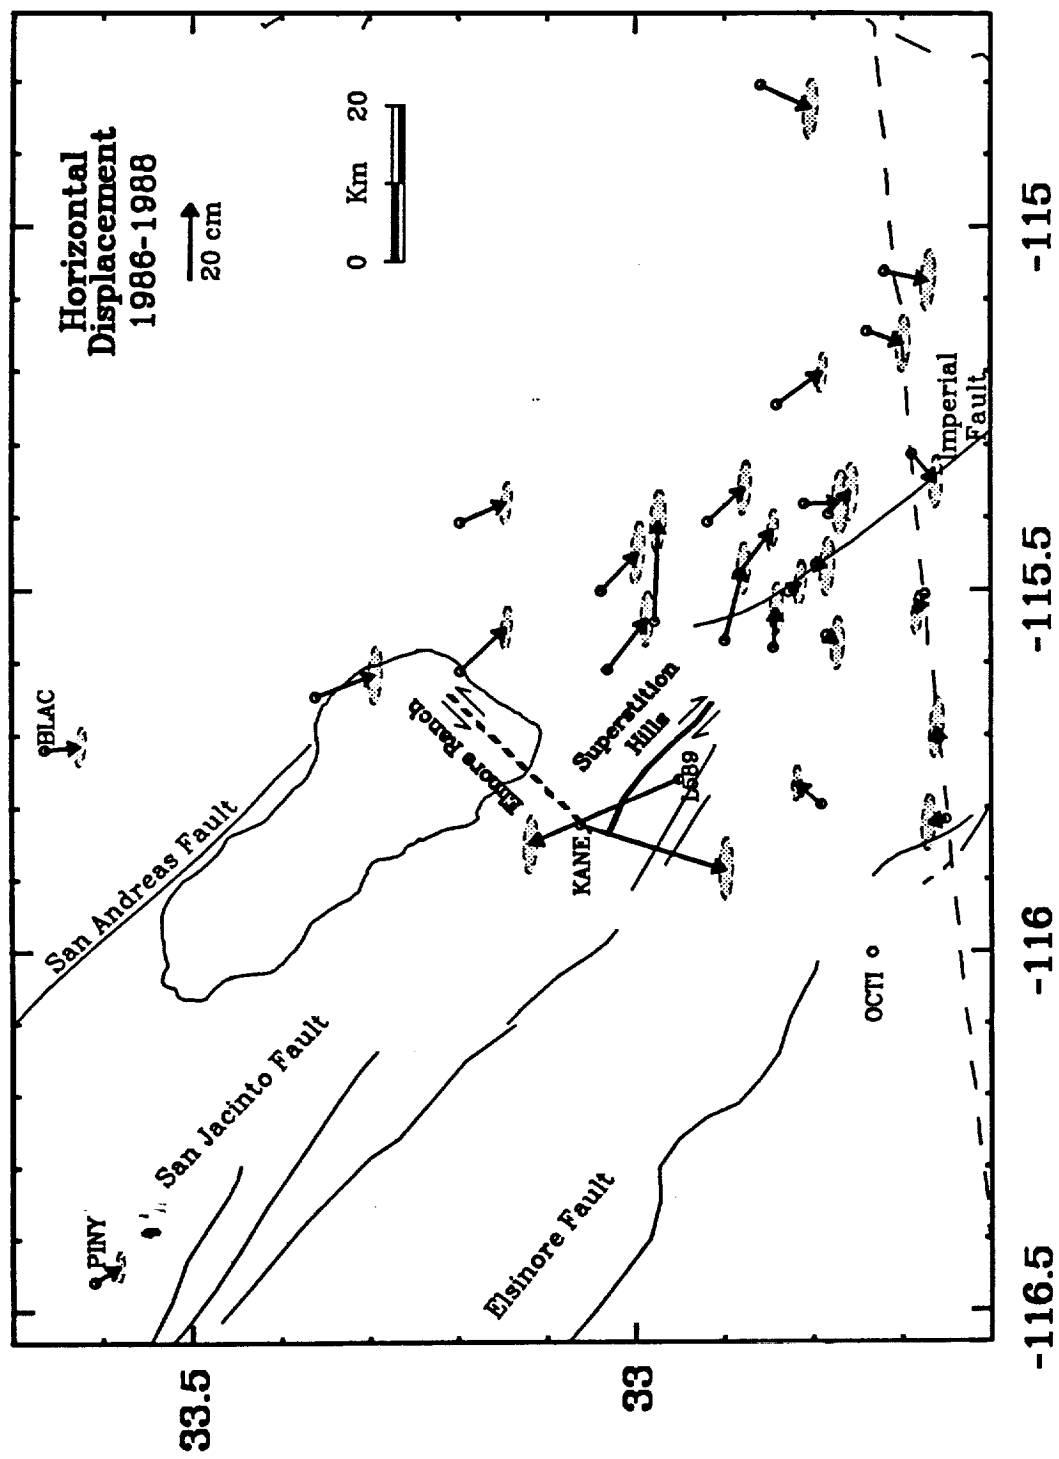 Horizontal
Displacement
1986-1988
20 cm
0 Km 20
BLAC
San Andreas Fault
PINY
San Jacinto Fault
Elsinore Fault
Elmore Ranch
Superstition
Hills
KANE
L589
OCTI
Imperial
Fault
33.5
33
-116.5
-116
-115.5
-115